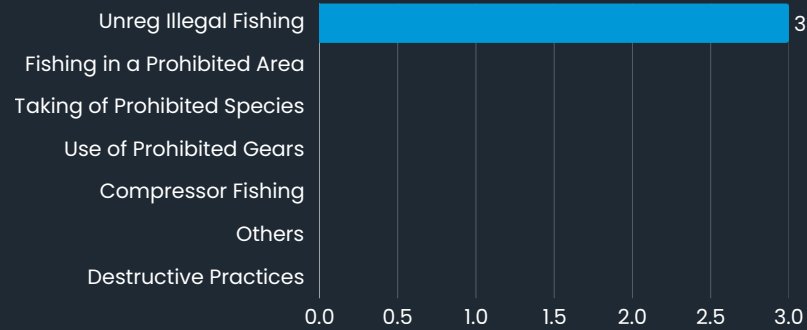 Unreg Illegal Fishing 3
Fishing in a Prohibited Area
Taking of Prohibited Species
Use of Prohibited Gears
Compressor Fishing
Others
Destructive Practices
0.0 0.5 1.0 1.5 2.0 2.5 3.0